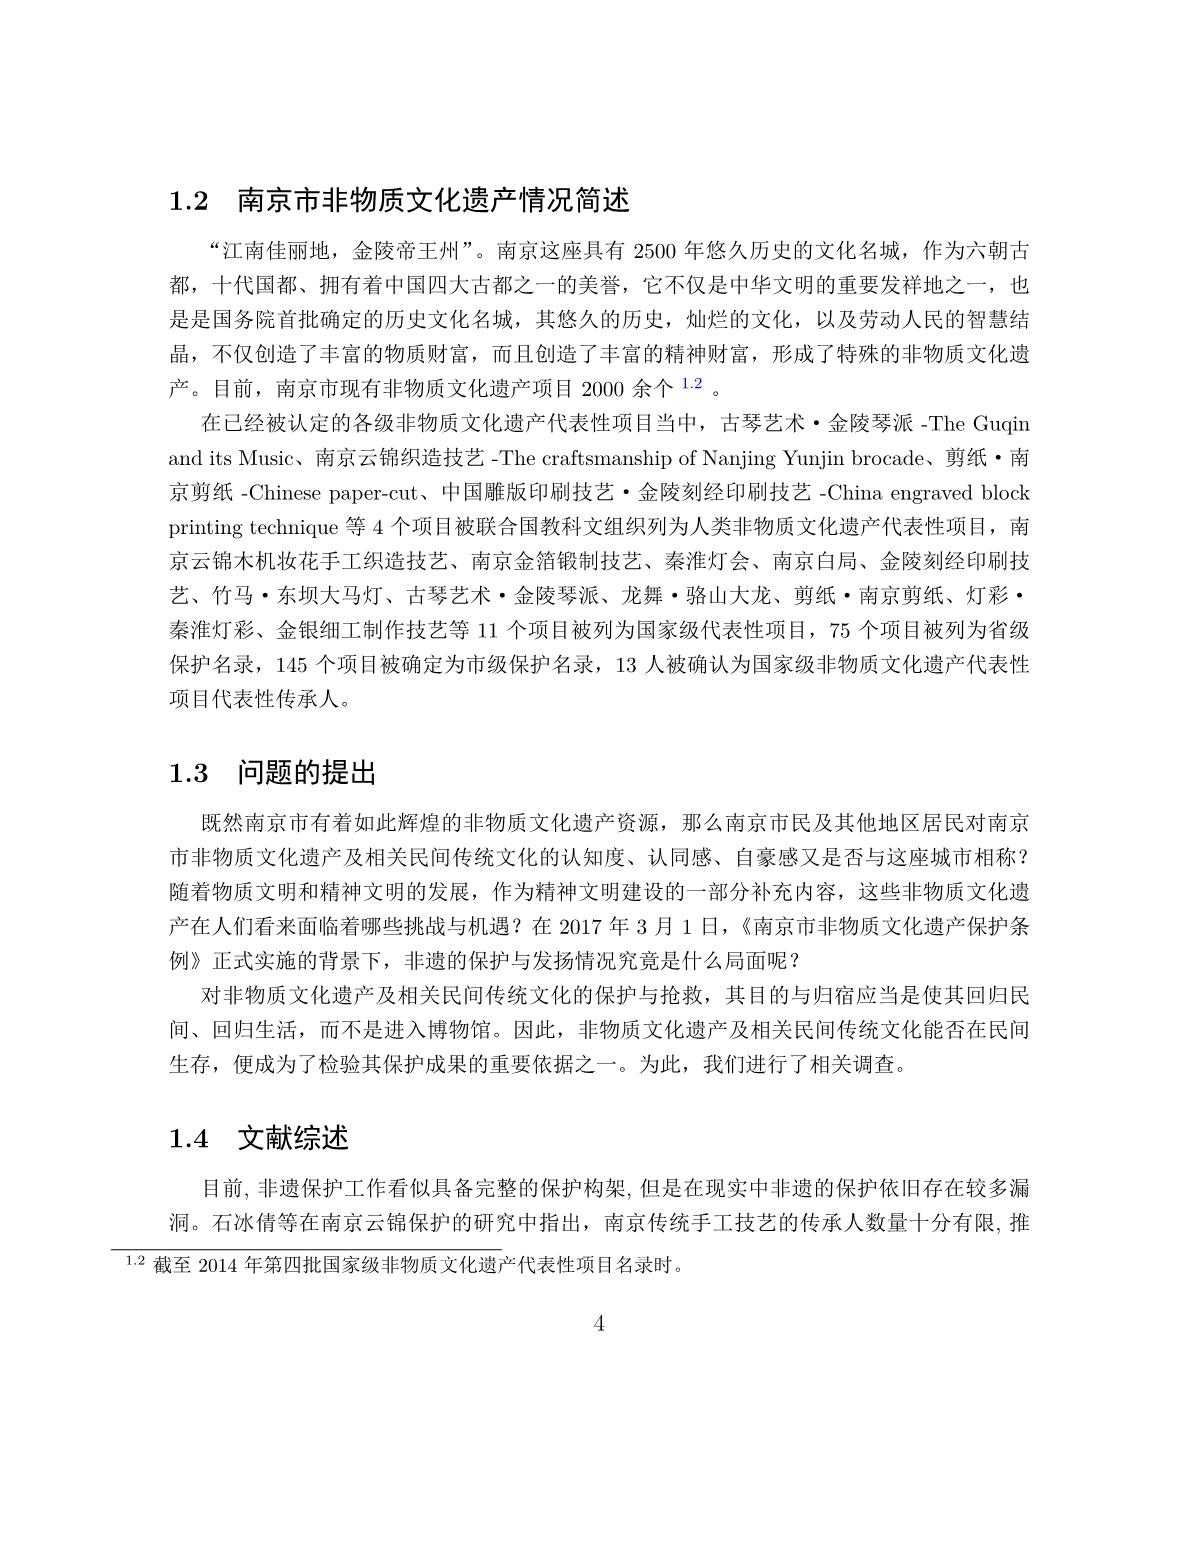 1.2 南京市非物质文化遗产情况简述
“江南佳丽地，金陵帝王州”。南京这座具有 2500 年悠久历史的文化名城，作为六朝古
都，十代国都、拥有着中国四大古都之一的美誉，它不仅是中华文明的重要发祥地之一，也
是是国务院首批确定的历史文化名城，其悠久的历史，灿烂的文化，以及劳动人民的智慧结
晶，不仅创造了丰富的物质财富，而且创造了丰富的精神财富，形成了特殊的非物质文化遗
产。目前，南京市现有非物质文化遗产项目 2000 余个 1.2 。
在已经被认定的各级非物质文化遗产代表性项目当中，古琴艺术·金陵琴派 -The Guqin
and its Music、南京云锦织造技艺 -The craftsmanship of Nanjing Yunjin brocade、剪纸·南
京剪纸 -Chinese paper-cut、中国雕版印刷技艺·金陵刻经印刷技艺 -China engraved block
printing technique 等 4 个项目被联合国教科文组织列为人类非物质文化遗产代表性项目，南
京云锦木机妆花手工织造技艺、南京金箔锻制技艺、秦淮灯会、南京白局、金陵刻经印刷技
艺、竹马·东坝大马灯、古琴艺术·金陵琴派、龙舞·骆山大龙、剪纸·南京剪纸、灯彩·
秦淮灯彩、金银细工制作技艺等 11 个项目被列为国家级代表性项目，75 个项目被列为省级
保护名录，145 个项目被确定为市级保护名录，13 人被确认为国家级非物质文化遗产代表性
项目代表性传承人。
1.3 问题的提出
既然南京市有着如此辉煌的非物质文化遗产资源，那么南京市民及其他地区居民对南京
市非物质文化遗产及相关民间传统文化的认知度、认同感、自豪感又是否与这座城市相称？
随着物质文明和精神文明的发展，作为精神文明建设的一部分补充内容，这些非物质文化遗
产在人们看来面临着哪些挑战与机遇？在 2017 年 3 月 1 日，《南京市非物质文化遗产保护条
例》正式实施的背景下，非遗的保护与发扬情况究竟是什么局面呢？
对非物质文化遗产及相关民间传统文化的保护与抢救，其目的与归宿应当是使其回归民
间、回归生活，而不是进入博物馆。因此，非物质文化遗产及相关民间传统文化能否在民间
生存，便成为了检验其保护成果的重要依据之一。为此，我们进行了相关调查。
1.4 文献综述
目前, 非遗保护工作看似具备完整的保护构架, 但是在现实中非遗的保护依旧存在较多漏
洞。石冰倩等在南京云锦保护的研究中指出，南京传统手工技艺的传承人数量十分有限, 推
1.2 截至 2014 年第四批国家级非物质文化遗产代表性项目名录时。
4